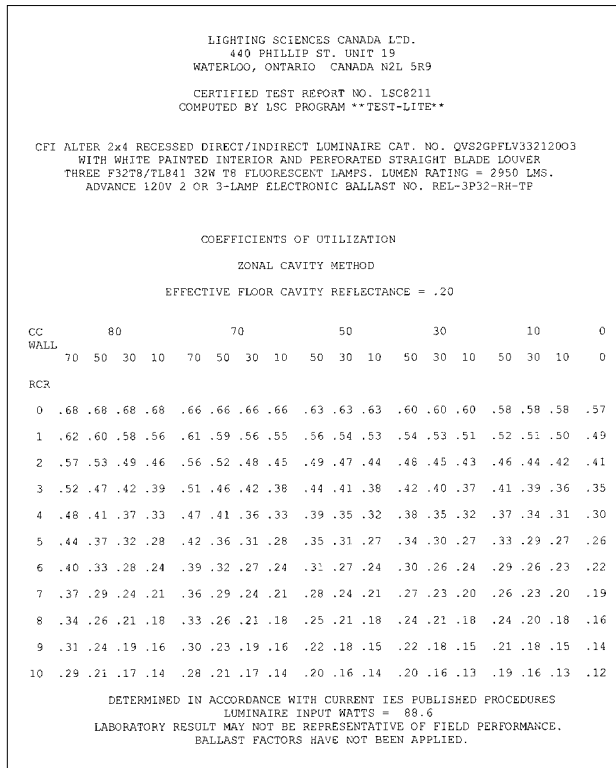 LIGHTING SCIENCES CANADA LTD.
440 PHILLIP ST. UNIT 19
WATERLOO, ONTARIO CANADA N2L 5R9
CERTIFIED TEST REPORT NO. LSC8211
COMPUTED BY LSC PROGRAM **TEST-LITE**
CFI ALTER 2x4 RECESSED DIRECT/INDIRECT LUMINAIRE CAT. NO. QVS2GPFLV33212OO3
WITH WHITE PAINTED INTERIOR AND PERFORATED STRAIGHT BLADE LOUVER
THREE F32T8/TL841 32W T8 FLUORESCENT LAMPS. LUMEN RATING = 2950 LMS.
ADVANCE 120V 2 OR 3-LAMP ELECTRONIC BALLAST NO. REL-3P32-RH-TP
COEFFICIENTS OF UTILIZATION
ZONAL CAVITY METHOD
EFFECTIVE FLOOR CAVITY REFLECTANCE = .20
CC 80 70 50 30 10 0
WALL
70 50 30 10 70 50 30 10 50 30 10 50 30 10 50 30 10 0
RCR
0 .68 .68 .68 .68 .66 .66 .66 .66 .63 .63 .63 .60 .60 .60 .58 .58 .58 .57
1 .62 .60 .58 .56 .61 .59 .56 .55 .56 .54 .53 .54 .53 .51 .52 .51 .50 .49
2 .57 .53 .49 .46 .56 .52 .48 .45 .49 .47 .44 .48 .45 .43 .46 .44 .42 .41
3 .52 .47 .42 .39 .51 .46 .42 .38 .44 .41 .38 .42 .40 .37 .41 .39 .36 .35
4 .48 .41 .37 .33 .47 .41 .36 .33 .39 .35 .32 .38 .35 .32 .37 .34 .31 .30
5 .44 .37 .32 .28 .42 .36 .31 .28 .35 .31 .27 .34 .30 .27 .33 .29 .27 .26
6 .40 .33 .28 .24 .39 .32 .27 .24 .31 .27 .24 .30 .26 .24 .29 .26 .23 .22
7 .37 .29 .24 .21 .36 .29 .24 .21 .28 .24 .21 .27 .23 .20 .26 .23 .20 .19
8 .34 .26 .21 .18 .33 .26 .21 .18 .25 .21 .18 .24 .21 .18 .24 .20 .18 .16
9 .31 .24 .19 .16 .30 .23 .19 .16 .22 .18 .15 .22 .18 .15 .21 .18 .15 .14
10 .29 .21 .17 .14 .28 .21 .17 .14 .20 .16 .14 .20 .16 .13 .19 .16 .13 .12
DETERMINED IN ACCORDANCE WITH CURRENT IES PUBLISHED PROCEDURES
LUMINAIRE INPUT WATTS = 88.6
LABORATORY RESULT MAY NOT BE REPRESENTATIVE OF FIELD PERFORMANCE.
BALLAST FACTORS HAVE NOT BEEN APPLIED.